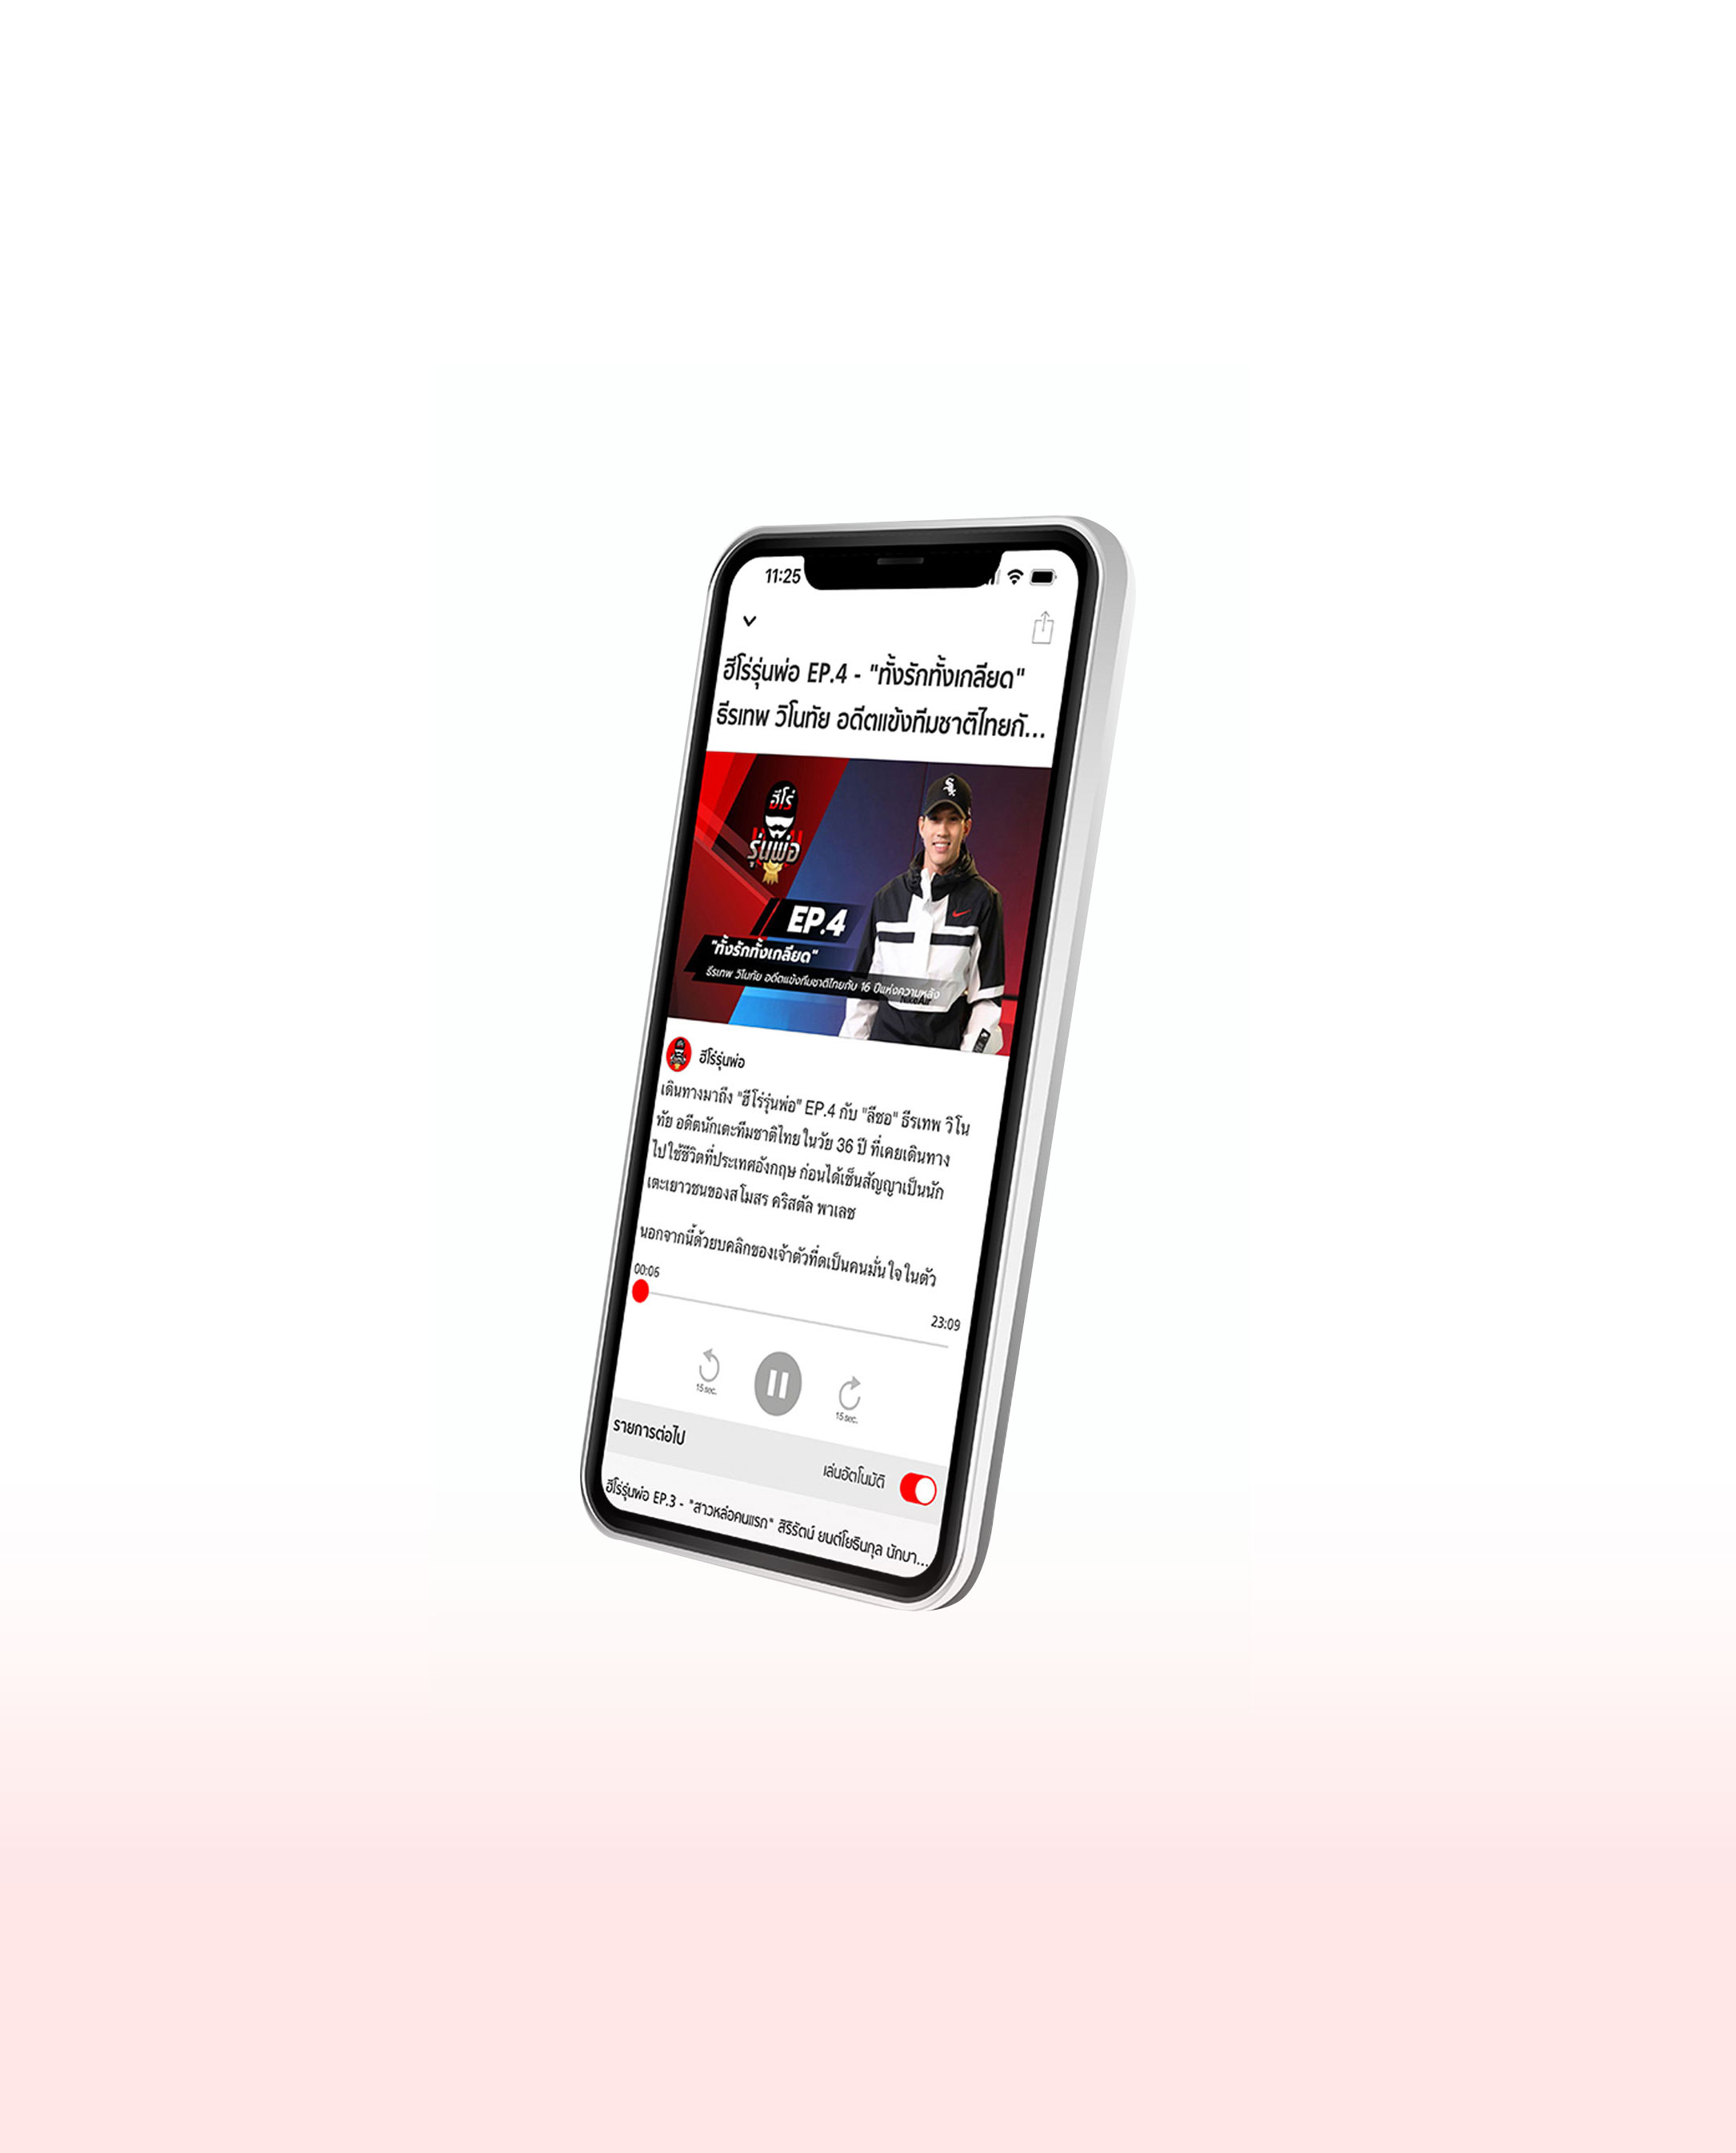 11:25
ฮีโร่รุ่นพ่อ EP.4 - "ทั้งรักทั้งเกลียด"
ธีรเทพ วิโนทัย อดีตแข้งทีมชาติไทยกั...
ฮีโร่
รุ่นพ่อ
EP.4
"ทั้งรักทั้งเกลียด"
ธีรเทพ วิโนทัย อดีตแข้งทีมชาติไทยกับ 16 ปีแห่งความหลัง
ฮีโร่รุ่นพ่อ
เดินทางมาถึง "ฮีโร่รุ่นพ่อ" EP.4 กับ "ลีซอ" ธีรเทพ วิโน
ทัย อดีตนักเตะทีมชาติไทยในวัย 36 ปี ที่เคยเดินทาง
ไปใช้ชีวิตที่ประเทศอังกฤษ ก่อนได้เซ็นสัญญาเป็นนัก
เตะเยาวชนของสโมสร คริสตัล พาเลซ
นอกจากนี้ด้วยบคลิกของเจ้าตัวที่ดเป็นคนมั่นใจในตัว
00:06
23:09
15 sec.
15 sec.
รายการต่อไป
เล่นอัตโนมัติ
ฮีโร่รุ่นพ่อ EP.3 - "สาวหล่อคนแรก" สิริรัตน์ ยนต์โยธินกุล นักบา...